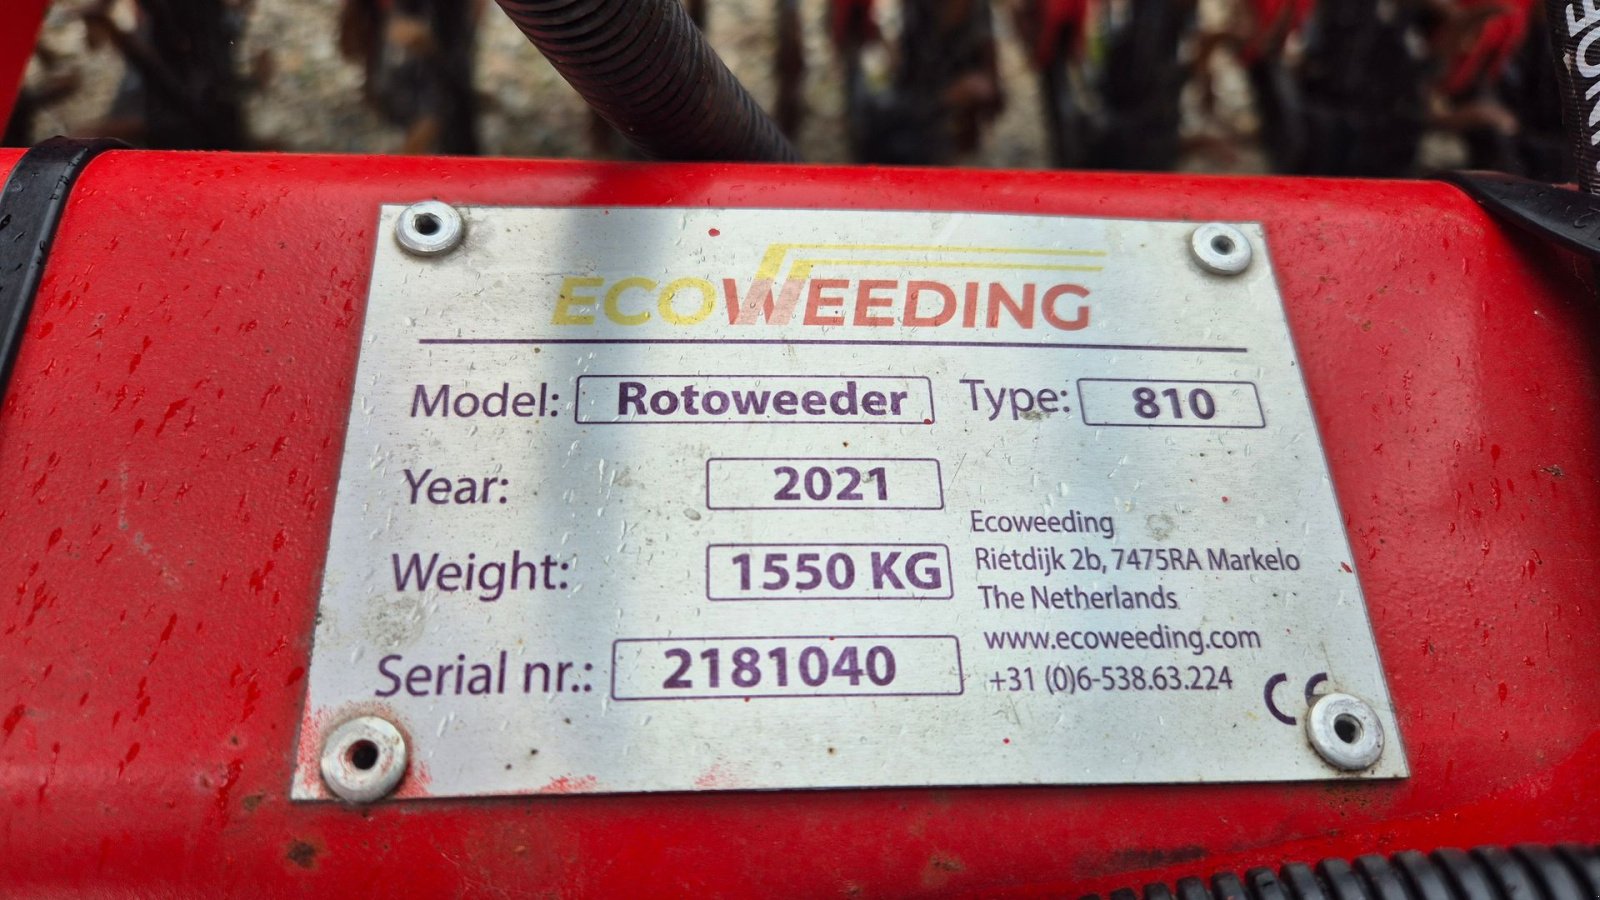 ECOWEEDING
Model: Rotoweeder Type: 810
Year: 2021
Weight: 1550 KG
Serial nr.: 2181040
Ecoweeding
Rietdijk 2b, 7475RA Markelo
The Netherlands
www.ecoweeding.com
+31 (0)6-538.63.224
CE